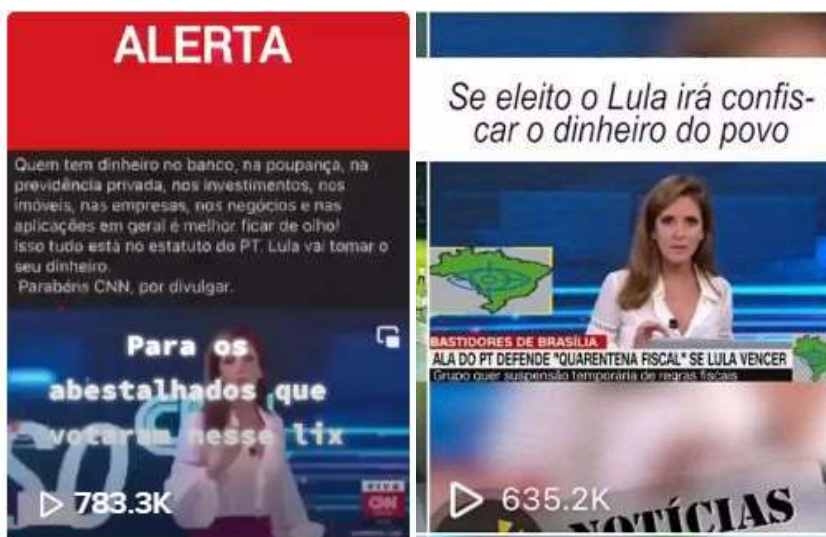 ALERTA
Quem tem dinheiro no banco, na poupança, na
previdência privada, nos investimentos, nos
imóveis, nas empresas, nos negócios e nas
aplicações em geral é melhor ficar de olho!
Isso tudo está no estatuto do PT. Lula vai tomar o
seu dinheiro.
Parabéns CNN, por divulgar.
Para os
abestalhados que
votaram nesse lix
VIVO
CNN
783.3K
Se eleito o Lula irá confis-
car o dinheiro do povo
BASTIDORES DE BRASÍLIA
ALA DO PT DEFENDE "QUARENTENA FISCAL" SE LULA VENCER
Grupo quer suspensão temporária de regras fiscais
635.2K
NOTÍCIAS